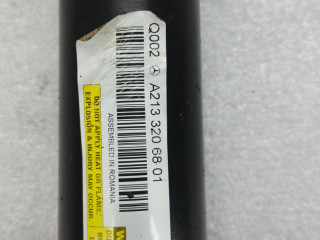 Q002 A213 320 68 01
ASSEMBLED IN ROMANIA
DO NOT APPLY HEAT OR FLAME:
EXPLOSION & INJURY MAY OCCUR.